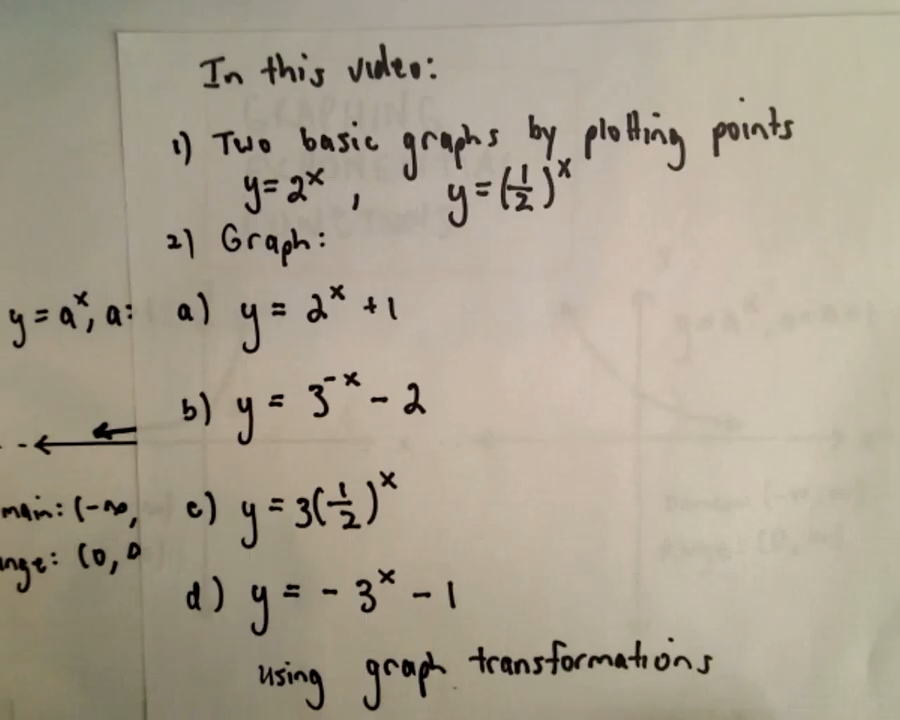 In this video:
1) Two basic graphs by plotting points
y = 2^x , y = (1/2)^x
2) Graph:
a) y = 2^x + 1
b) y = 3^-x - 2
c) y = 3(1/2)^x
d) y = - 3^x - 1
using graph transformations
y = a^x, a:
main: (-∞,
nge: (0,